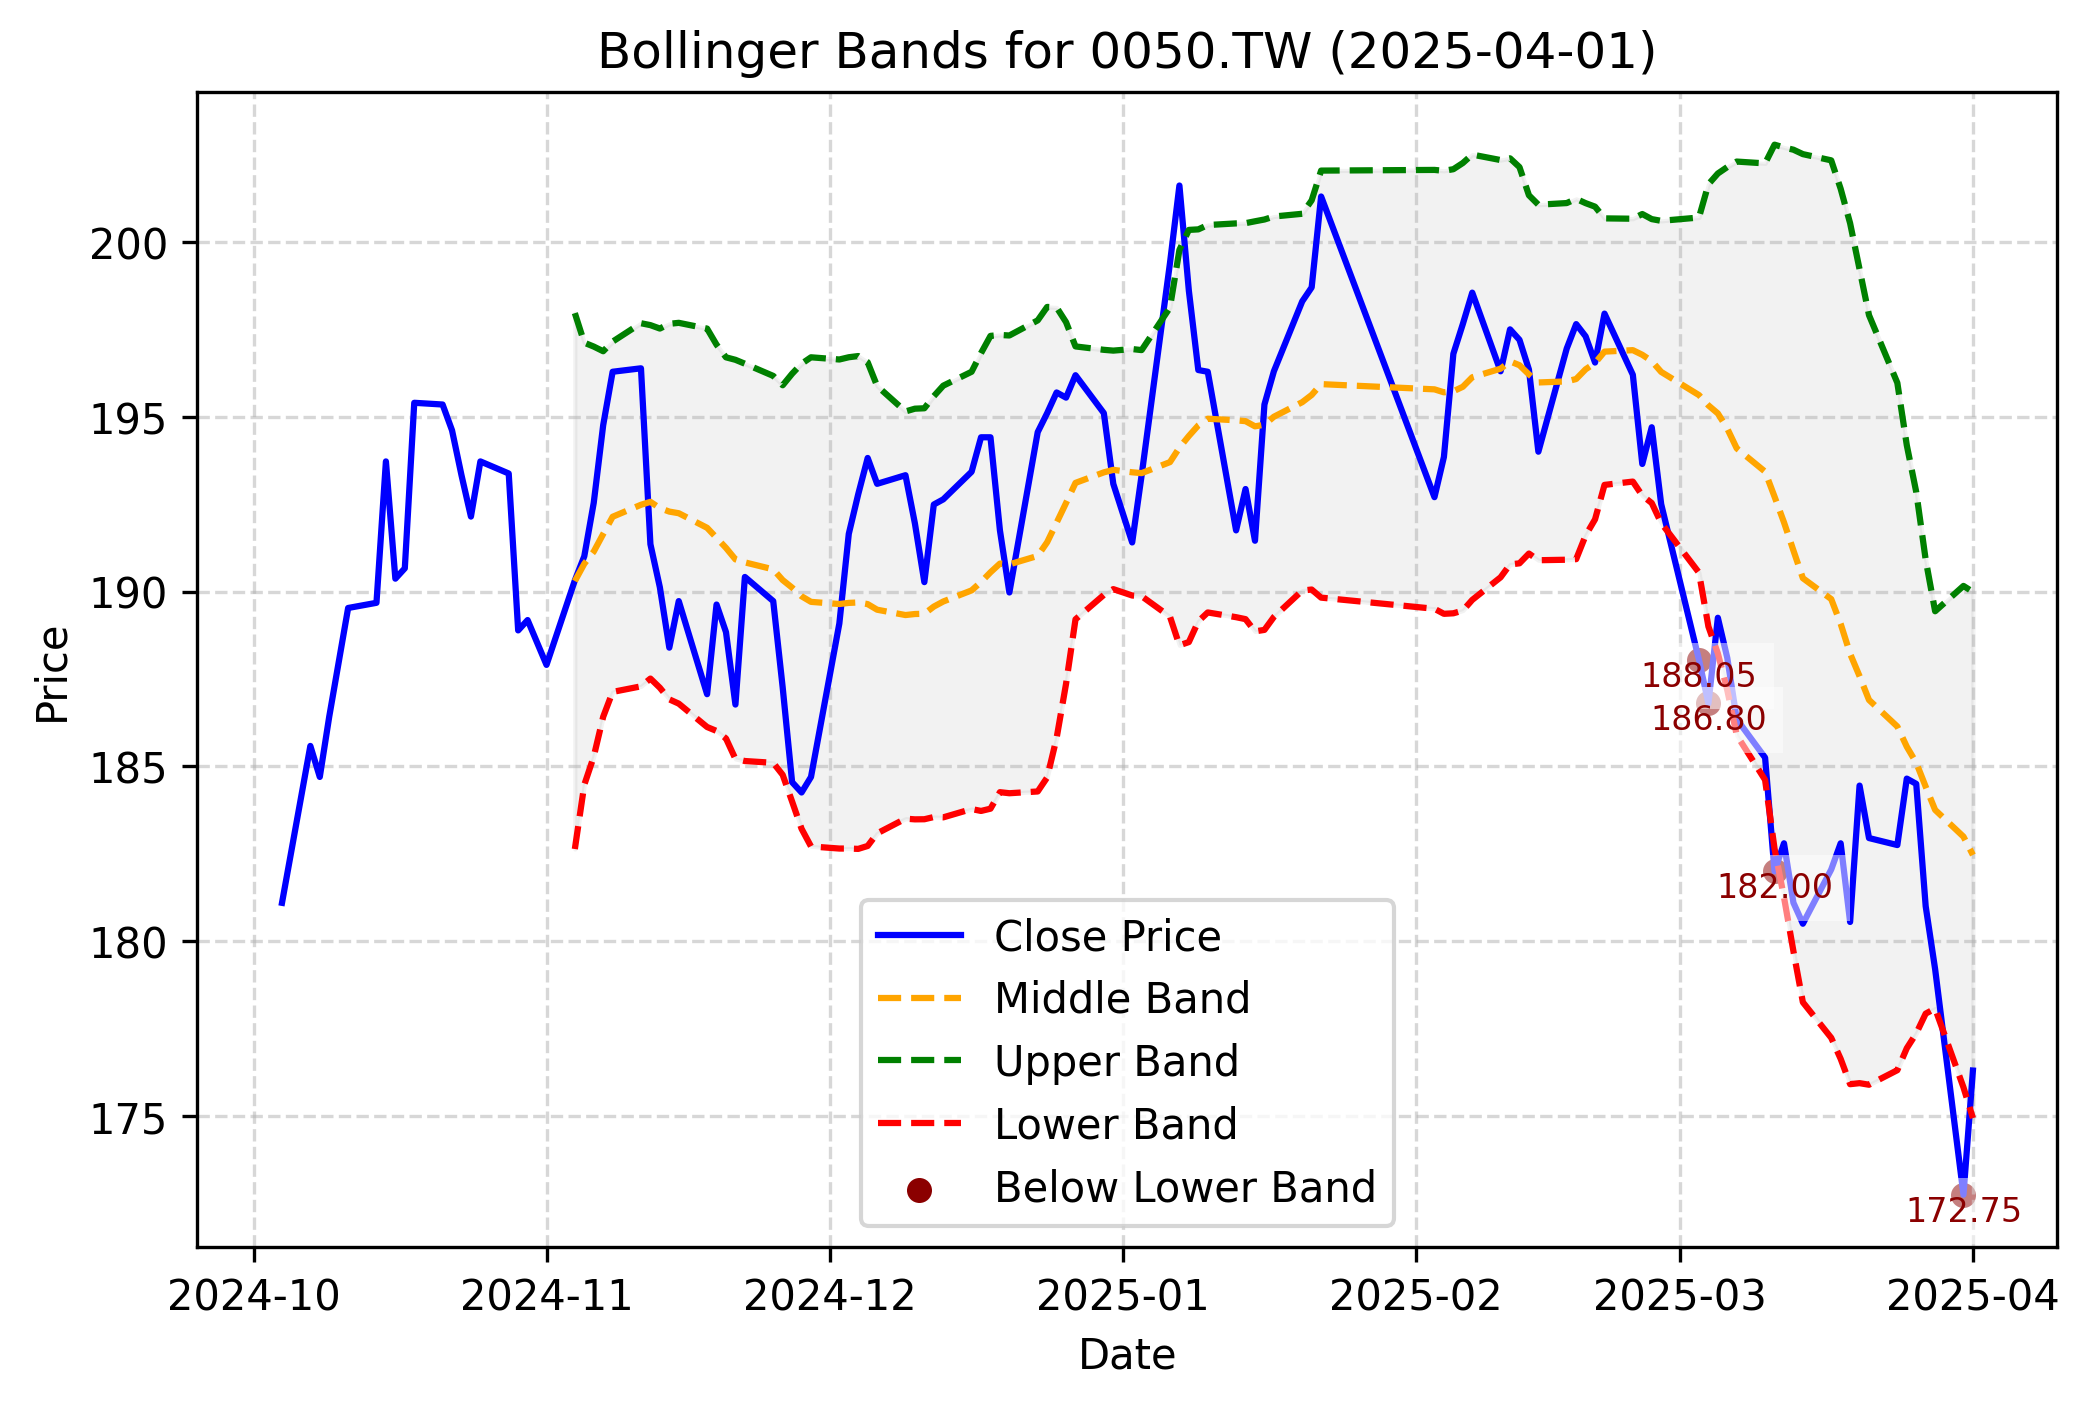 Bollinger Bands for 0050.TW (2025-04-01)
Price
200
195
190
185
180
175
188.05
186.80
182.00
172.75
Close Price
Middle Band
Upper Band
Lower Band
Below Lower Band
2024-10 2024-11 2024-12 2025-01 2025-02 2025-03 2025-04
Date